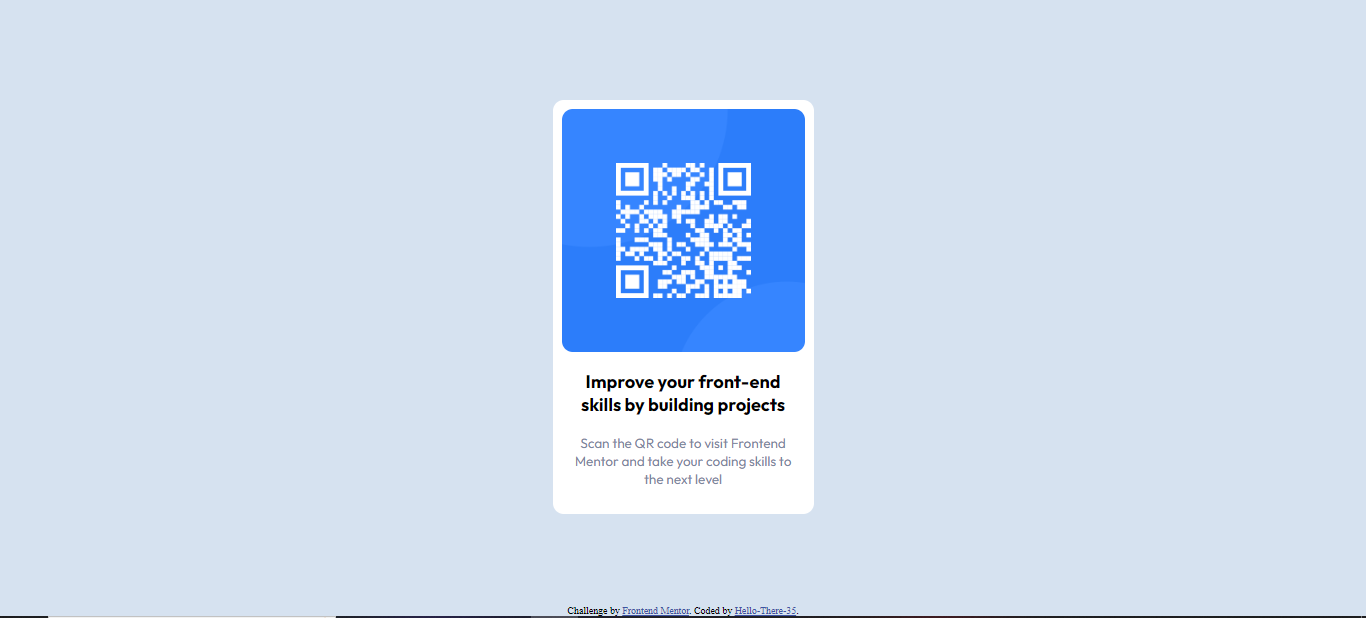 Improve your front-end
skills by building projects
Scan the QR code to visit Frontend
Mentor and take your coding skills to
the next level
Challenge by Frontend Mentor. Coded by Hello-There-35.